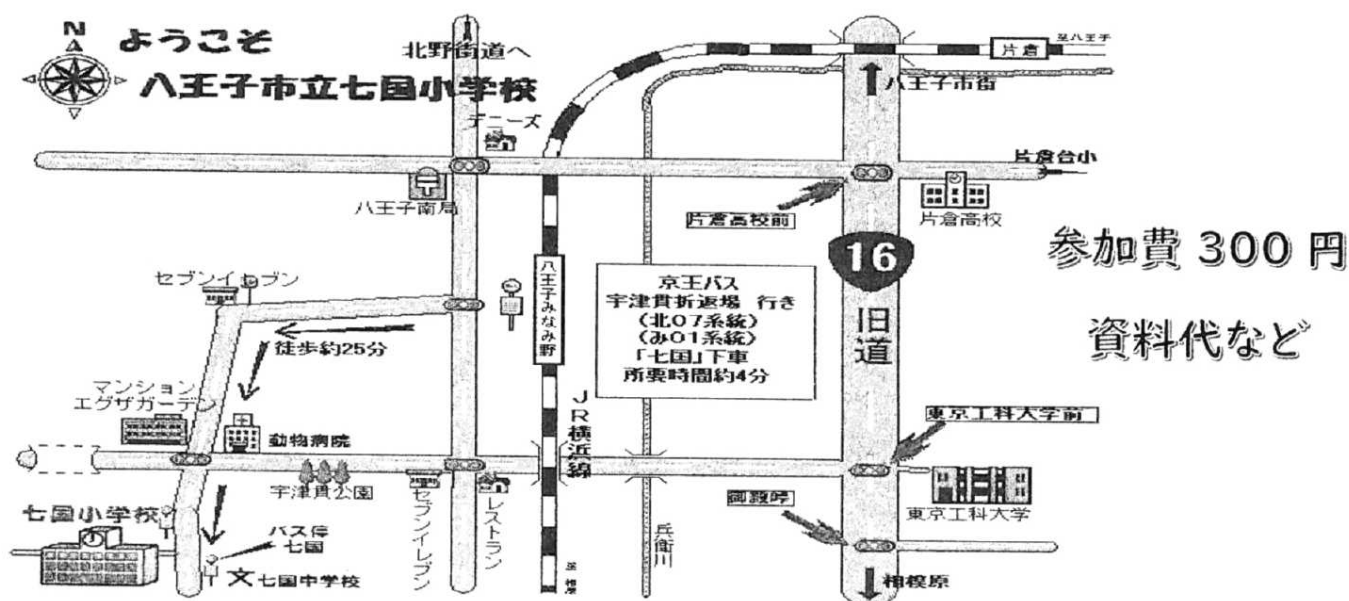 N
ようこそ
八王子市立七国小学校
北野街道へ
デニーズ
至八王子
片倉
八王子市街
片倉台小
八王子南局
片倉高校前
片倉高校
16
旧道
参加費 300 円
資料代など
セブンイレブン
八王子みなみ野
京王バス
宇津貫折返場 行き
(北07系統)
(み01系統)
「七国」下車
所要時間約4分
徒歩約25分
マンション
エグザガーデン
動物病院
JR横浜線
東京工科大学前
宇津貫公園
セブンイレブン
レストラン
御殿峠
東京工科大学
七国小学校
バス停
七国
文 七国中学校
兵衛川
至 相原
相模原